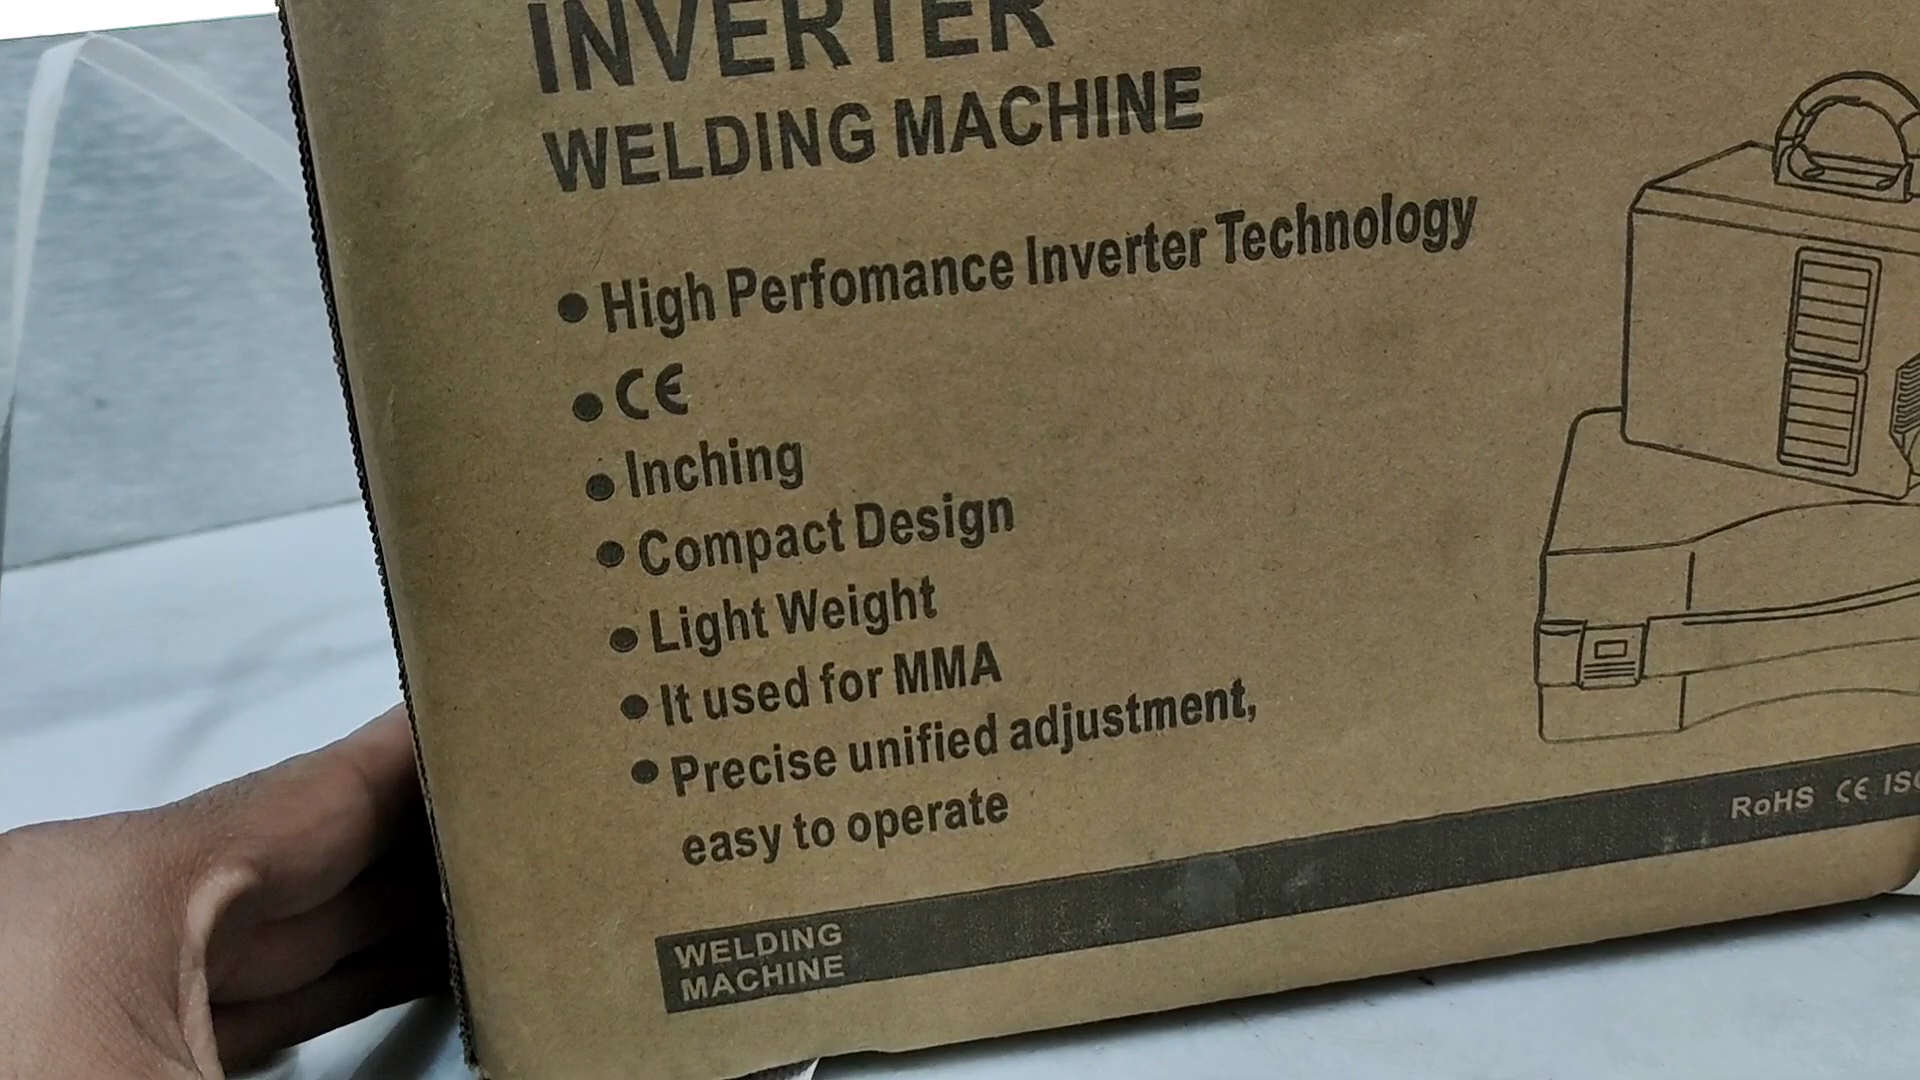 INVERTER
WELDING MACHINE
• High Perfomance Inverter Technology
• CE
• Inching
• Compact Design
• Light Weight
• It used for MMA
• Precise unified adjustment,
easy to operate
RoHS CE
WELDING
MACHINE